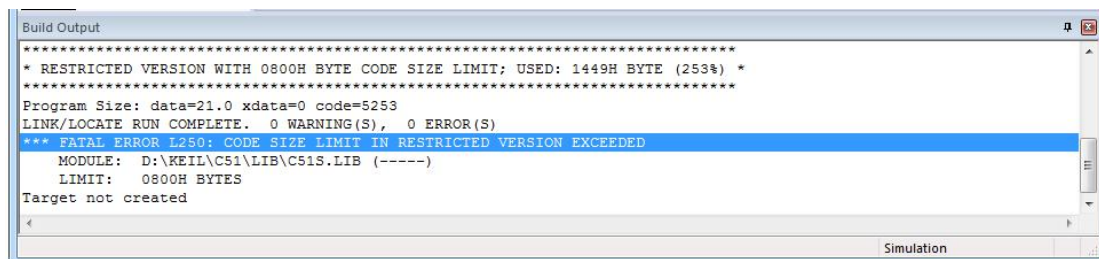 Build Output
******************************************************************************
* RESTRICTED VERSION WITH 0800H BYTE CODE SIZE LIMIT; USED: 1449H BYTE (253%) *
******************************************************************************
Program Size: data=21.0 xdata=0 code=5253
LINK/LOCATE RUN COMPLETE.  0 WARNING(S),  0 ERROR(S)
*** FATAL ERROR L250: CODE SIZE LIMIT IN RESTRICTED VERSION EXCEEDED
    MODULE:  D:\KEIL\C51\LIB\C51S.LIB (-----)
    LIMIT:   0800H BYTES
Target not created
Simulation